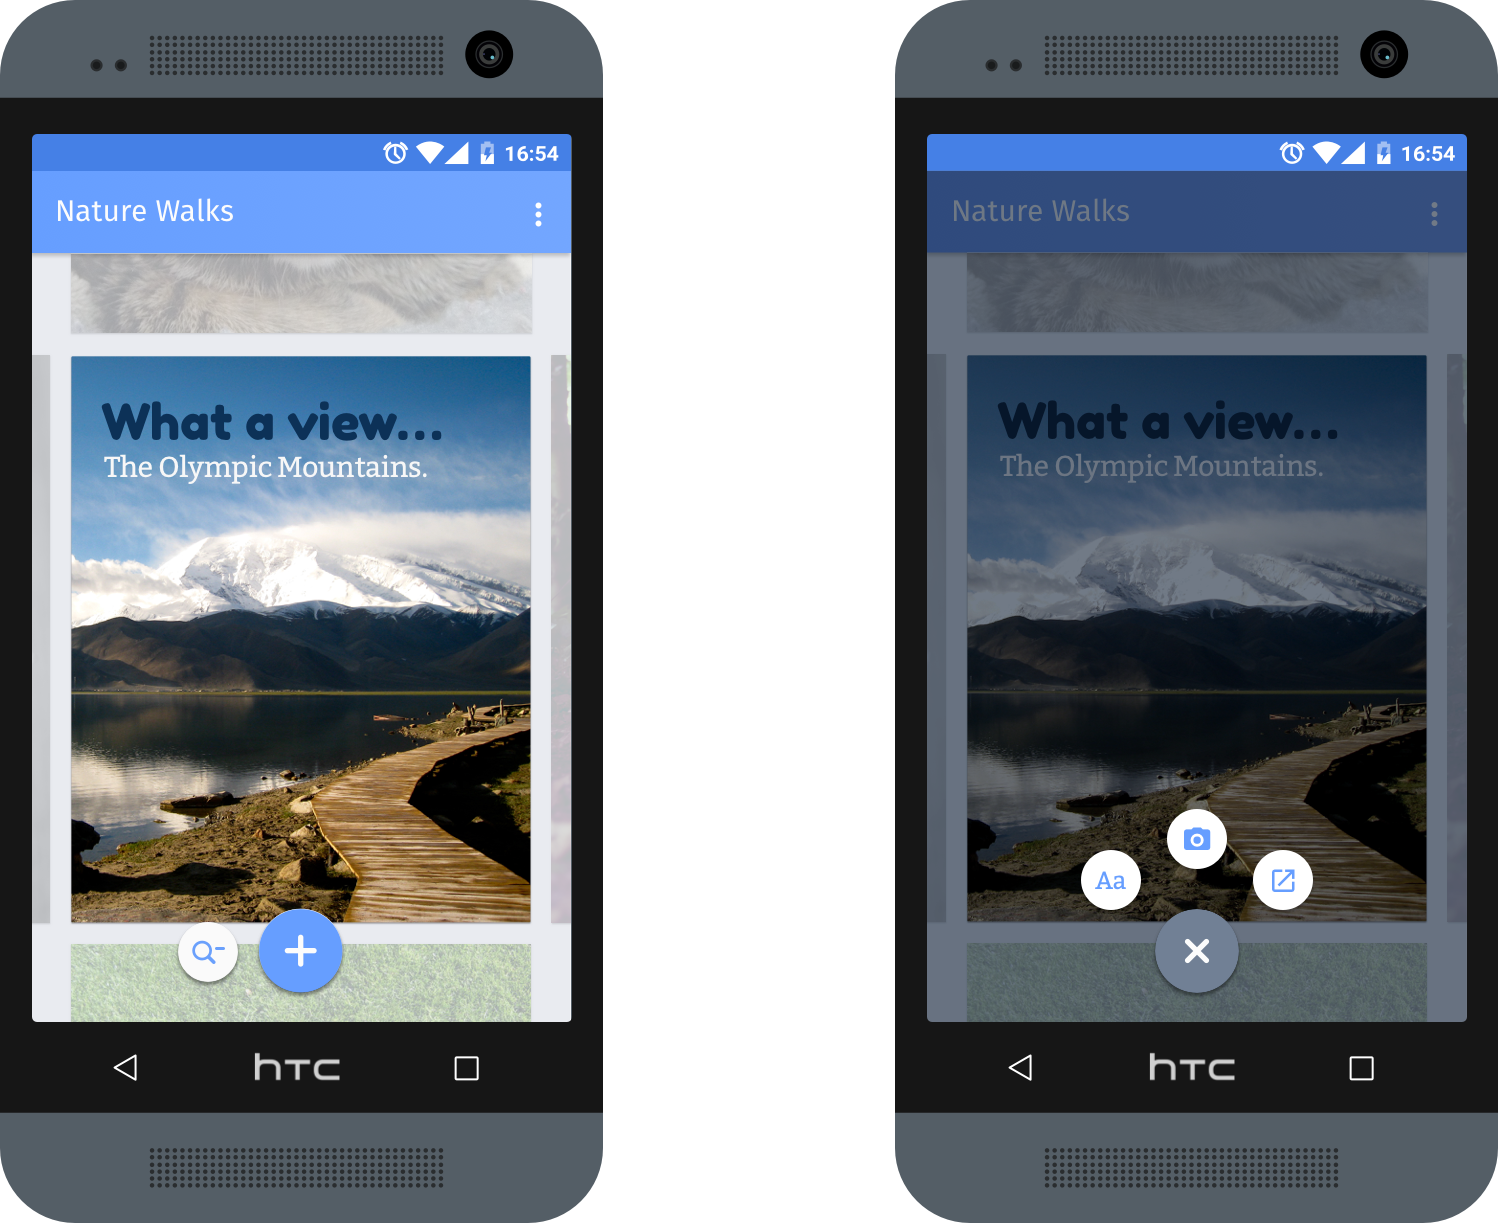 16:54
Nature Walks
What a view...
The Olympic Mountains.
htc
16:54
Nature Walks
What a view...
The Olympic Mountains.
Aa
htc